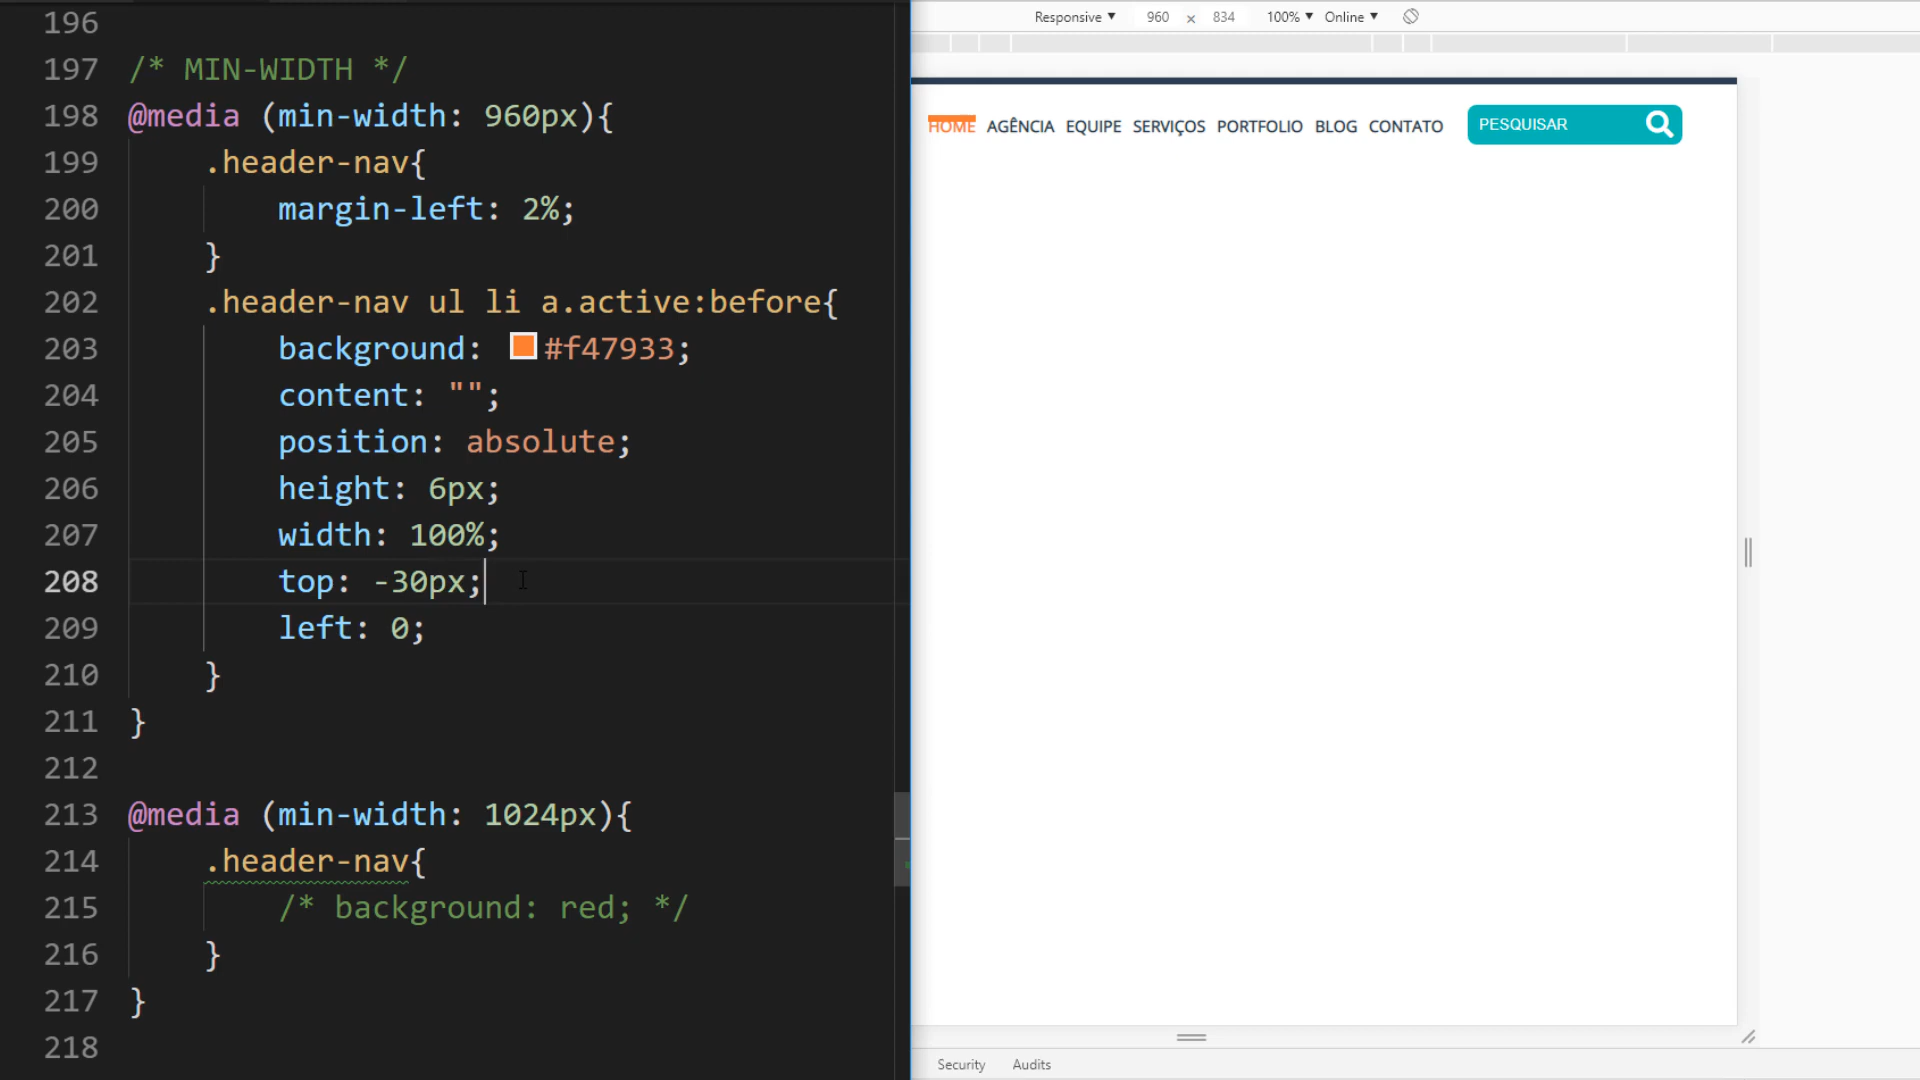 196
197 /* MIN-WIDTH */
198 @media (min-width: 960px){
199 .header-nav{
200 margin-left: 2%;
201 }
202 .header-nav ul li a.active:before{
203 background: #f47933;
204 content: "";
205 position: absolute;
206 height: 6px;
207 width: 100%;
208 top: -30px;
209 left: 0;
210 }
211 }
212
213 @media (min-width: 1024px){
214 .header-nav{
215 /* background: red; */
216 }
217 }
218
Responsive 960 x 834 100% Online
HOME AGÊNCIA EQUIPE SERVIÇOS PORTFOLIO BLOG CONTATO PESQUISAR
Security Audits